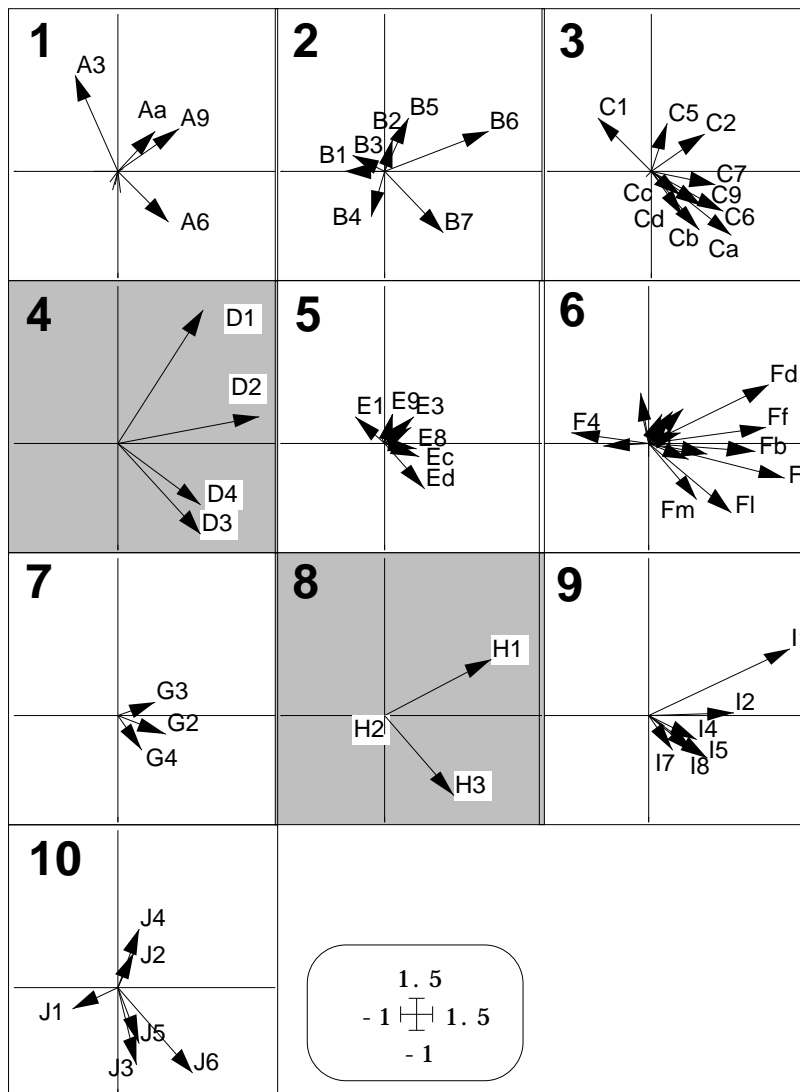 1
A3
Aa
A9
A6
2
B2
B5
B6
B3
B1
B4
B7
3
C1
C5
C2
C7
Cc
C9
C6
Cd
Cb
Ca
4
D1
D2
D4
D3
5
E1
E9
E3
E8
Ec
Ed
6
Fd
F4
Ff
Fb
Fm
Fl
7
G3
G2
G4
8
H1
H2
H3
9
I2
I4
I5
I7
I8
10
J4
J2
J1
J5
J3
J6
1.5
-1
1.5
-1